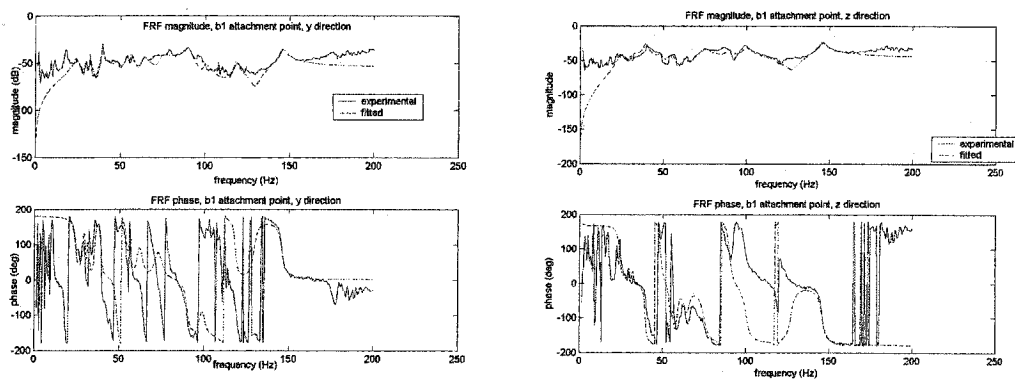 FRF magnitude, b1 attachment point, y direction
0
-50
-100
-150
magnitude (dB)
experimental
fitted
0
50
100
150
200
250
frequency (Hz)
FRF magnitude, b1 attachment point, z direction
0
-50
-100
-150
-200
magnitude
experimental
fitted
0
50
100
150
200
250
frequency (Hz)
FRF phase, b1 attachment point, y direction
200
100
0
-100
-200
phase (deg)
0
50
100
150
200
250
frequency (Hz)
FRF phase, b1 attachment point, z direction
200
100
0
-100
-200
phase (deg)
0
50
100
150
200
250
frequency (Hz)